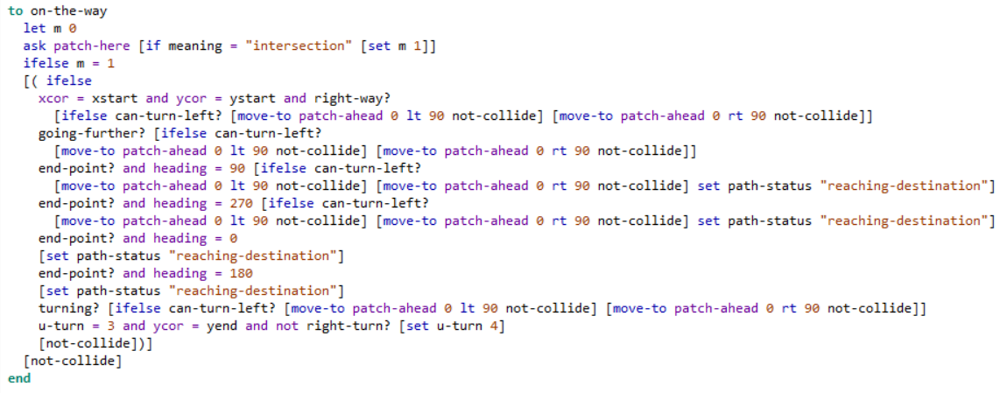 to on-the-way
  let m 0
  ask patch-here [if meaning = "intersection" [set m 1]]
  ifelse m = 1
  [( ifelse
    xcor = xstart and ycor = ystart and right-way?
      [ifelse can-turn-left? [move-to patch-ahead 0 lt 90 not-collide] [move-to patch-ahead 0 rt 90 not-collide]]
    going-further? [ifelse can-turn-left?
      [move-to patch-ahead 0 lt 90 not-collide] [move-to patch-ahead 0 rt 90 not-collide]]
    end-point? and heading = 90 [ifelse can-turn-left?
      [move-to patch-ahead 0 lt 90 not-collide] [move-to patch-ahead 0 rt 90 not-collide] set path-status "reaching-destination"]
    end-point? and heading = 270 [ifelse can-turn-left?
      [move-to patch-ahead 0 lt 90 not-collide] [move-to patch-ahead 0 rt 90 not-collide] set path-status "reaching-destination"]
    end-point? and heading = 0
    [set path-status "reaching-destination"]
    end-point? and heading = 180
    [set path-status "reaching-destination"]
    turning? [ifelse can-turn-left? [move-to patch-ahead 0 lt 90 not-collide] [move-to patch-ahead 0 rt 90 not-collide]]
    u-turn = 3 and ycor = yend and not right-turn? [set u-turn 4]
    [not-collide])]
  [not-collide]
end